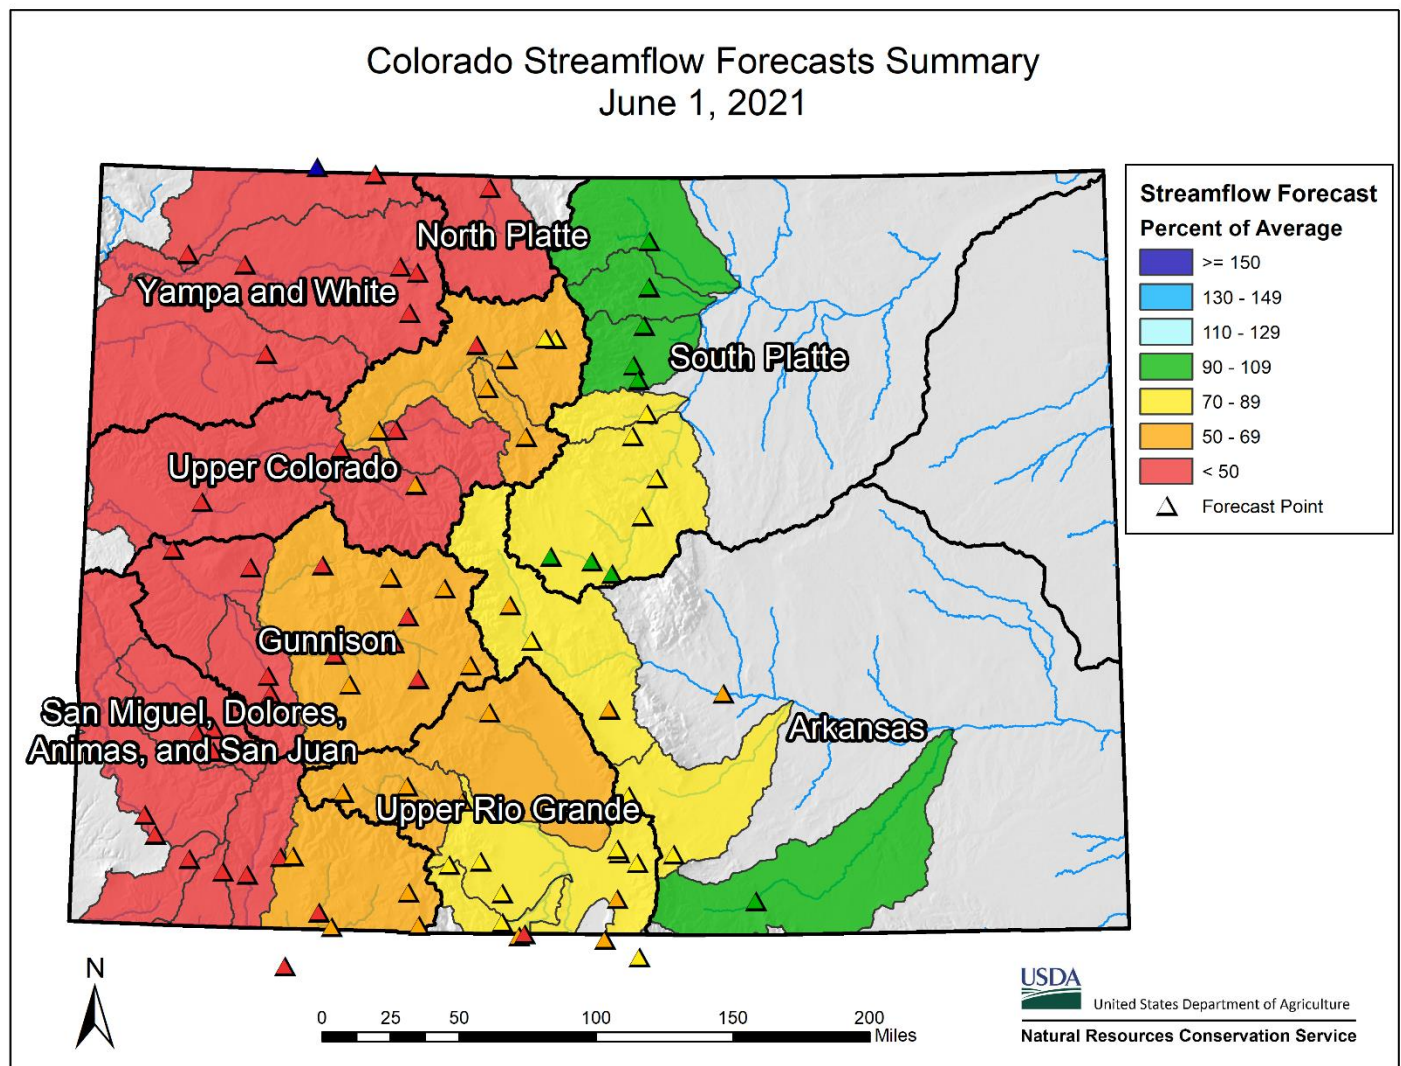 Colorado Streamflow Forecasts Summary
June 1, 2021
Streamflow Forecast
Percent of Average
>= 150
130 - 149
110 - 129
90 - 109
70 - 89
50 - 69
< 50
Forecast Point
North Platte
Yampa and White
South Platte
Upper Colorado
Gunnison
San Miguel, Dolores,
Animas, and San Juan
Arkansas
Upper Rio Grande
N
0 25 50 100 150 200
Miles
USDA
United States Department of Agriculture
Natural Resources Conservation Service